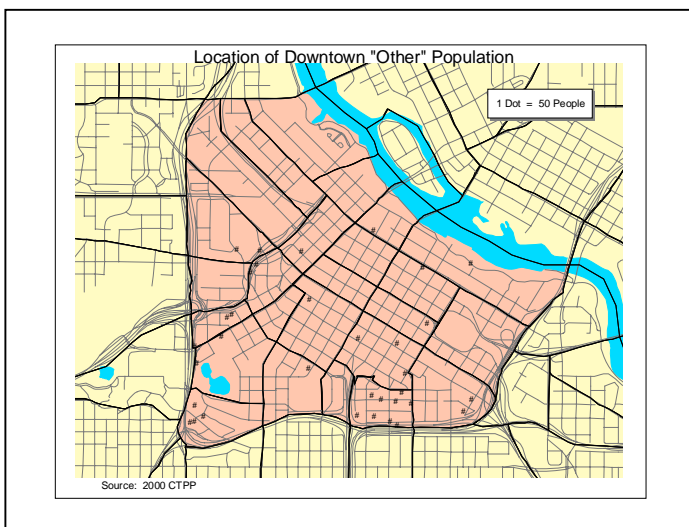 Location of Downtown "Other" Population
1 Dot = 50 People
Source: 2000 CTPP